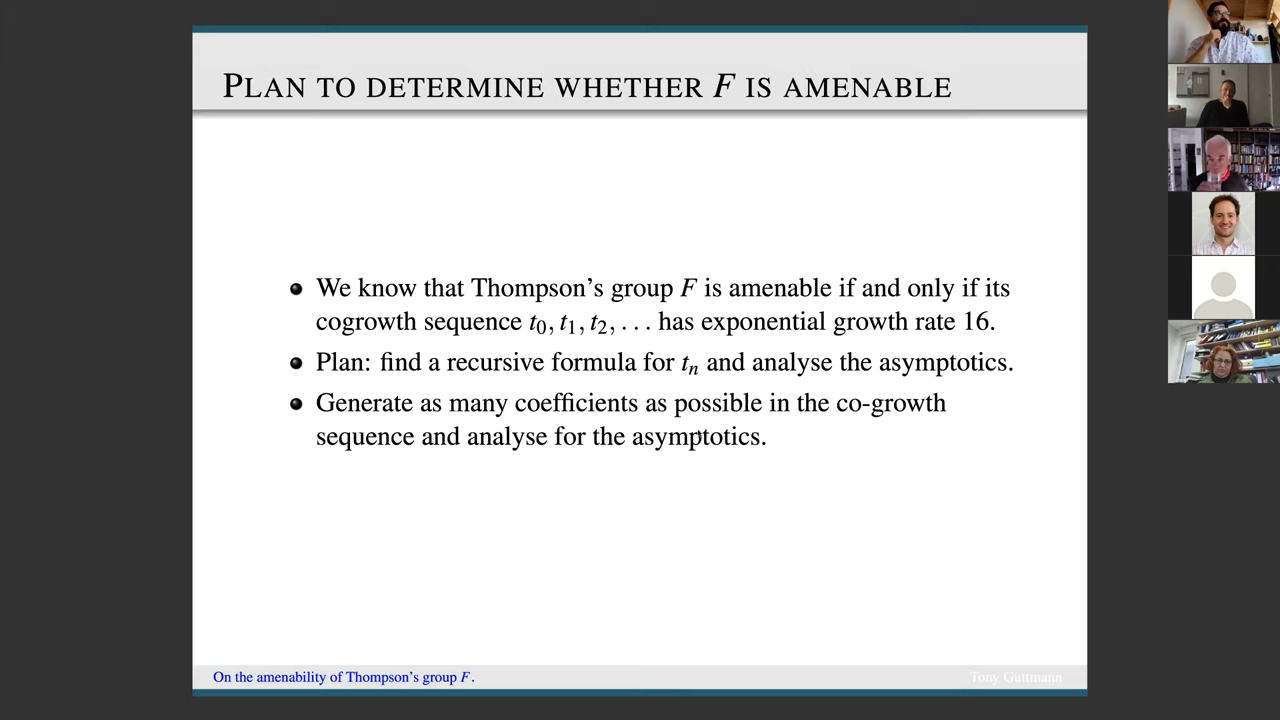 PLAN TO DETERMINE WHETHER F IS AMENABLE
We know that Thompson's group F is amenable if and only if its
cogrowth sequence t₀, t₁, t₂, . . . has exponential growth rate 16.
Plan: find a recursive formula for tₙ and analyse the asymptotics.
Generate as many coefficients as possible in the co-growth
sequence and analyse for the asymptotics.
On the amenability of Thompson's group F.
Tony Guttmann